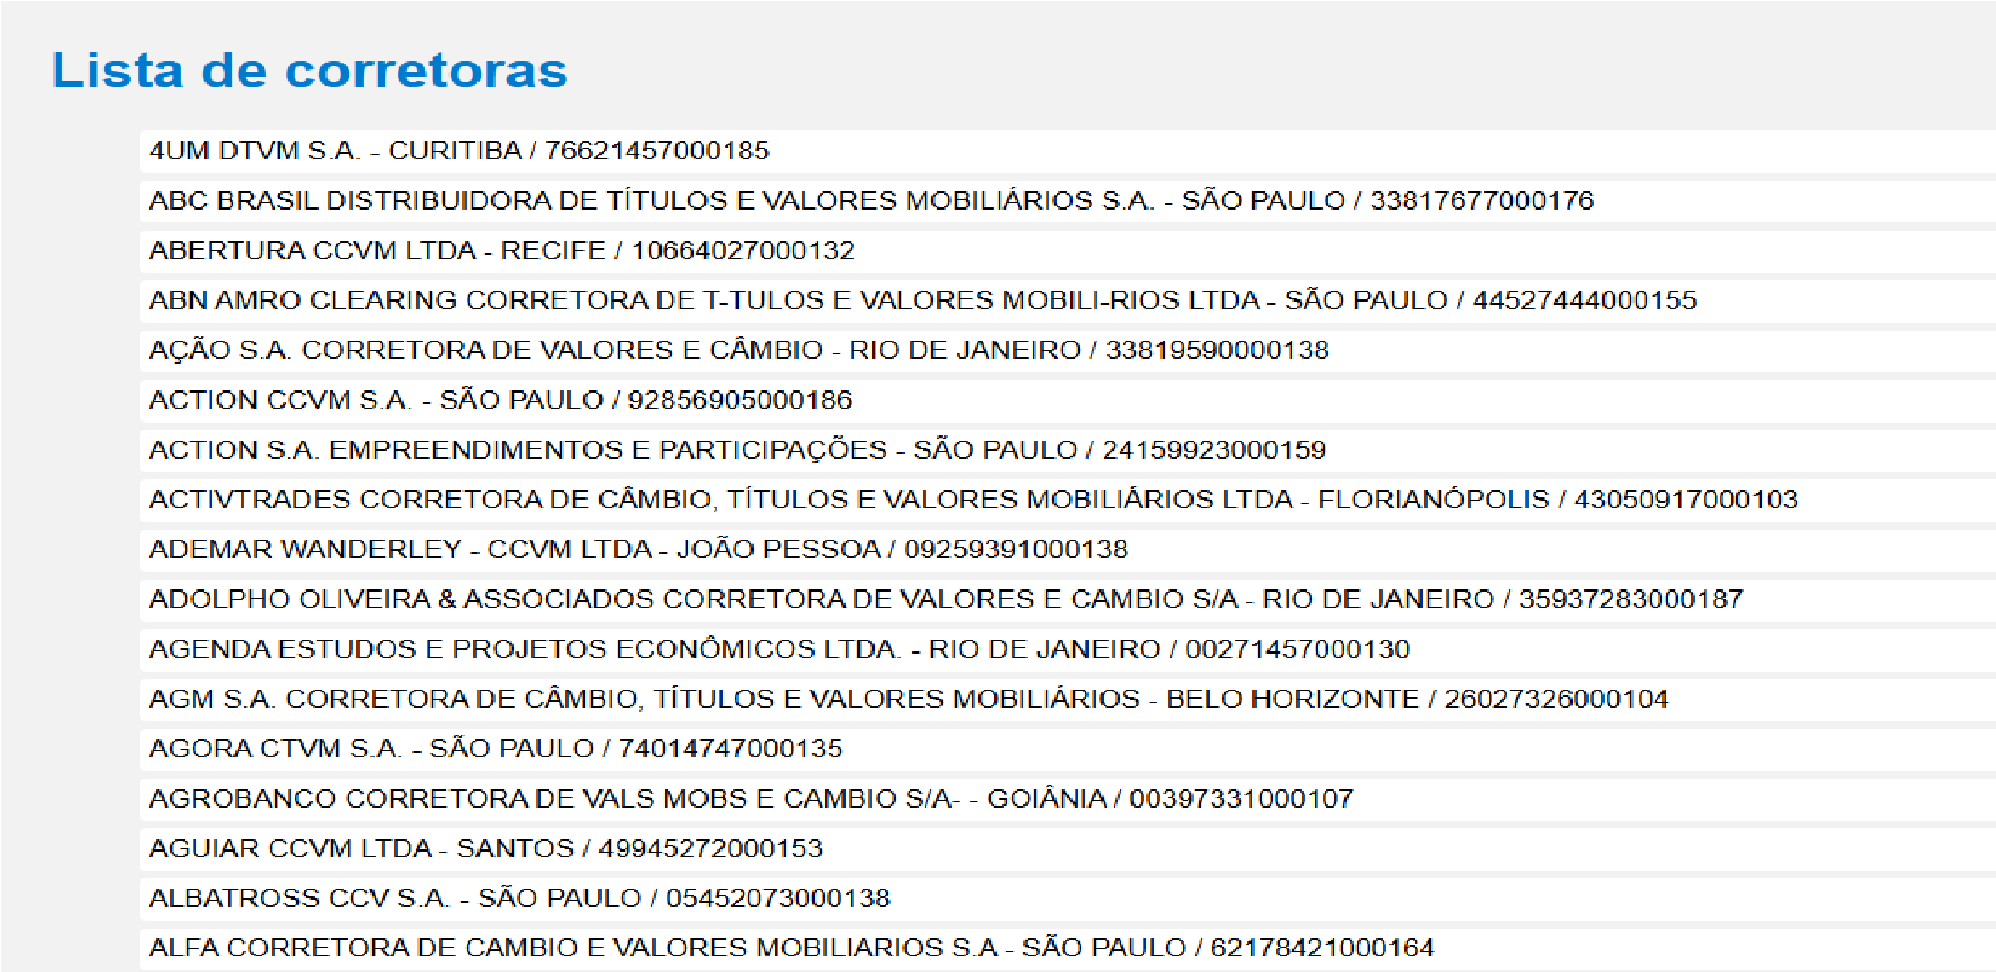 Lista de corretoras
4UM DTVM S.A. - CURITIBA / 76621457000185
ABC BRASIL DISTRIBUIDORA DE TÍTULOS E VALORES MOBILIÁRIOS S.A. - SÃO PAULO / 33817677000176
ABERTURA CCVM LTDA - RECIFE / 10664027000132
ABN AMRO CLEARING CORRETORA DE T-TULOS E VALORES MOBILI-RIOS LTDA - SÃO PAULO / 44527444000155
AÇÃO S.A. CORRETORA DE VALORES E CÂMBIO - RIO DE JANEIRO / 33819590000138
ACTION CCVM S.A. - SÃO PAULO / 92856905000186
ACTION S.A. EMPREENDIMENTOS E PARTICIPAÇÕES - SÃO PAULO / 24159923000159
ACTIVTRADES CORRETORA DE CÂMBIO, TÍTULOS E VALORES MOBILIÁRIOS LTDA - FLORIANÓPOLIS / 43050917000103
ADEMAR WANDERLEY - CCVM LTDA - JOÃO PESSOA / 09259391000138
ADOLPHO OLIVEIRA & ASSOCIADOS CORRETORA DE VALORES E CAMBIO S/A - RIO DE JANEIRO / 35937283000187
AGENDA ESTUDOS E PROJETOS ECONÔMICOS LTDA. - RIO DE JANEIRO / 00271457000130
AGM S.A. CORRETORA DE CÂMBIO, TÍTULOS E VALORES MOBILIÁRIOS - BELO HORIZONTE / 26027326000104
AGORA CTVM S.A. - SÃO PAULO / 74014747000135
AGROBANCO CORRETORA DE VALS MOBS E CAMBIO S/A- - GOIÂNIA / 00397331000107
AGUIAR CCVM LTDA - SANTOS / 49945272000153
ALBATROSS CCV S.A. - SÃO PAULO / 05452073000138
ALFA CORRETORA DE CAMBIO E VALORES MOBILIARIOS S.A - SÃO PAULO / 62178421000164